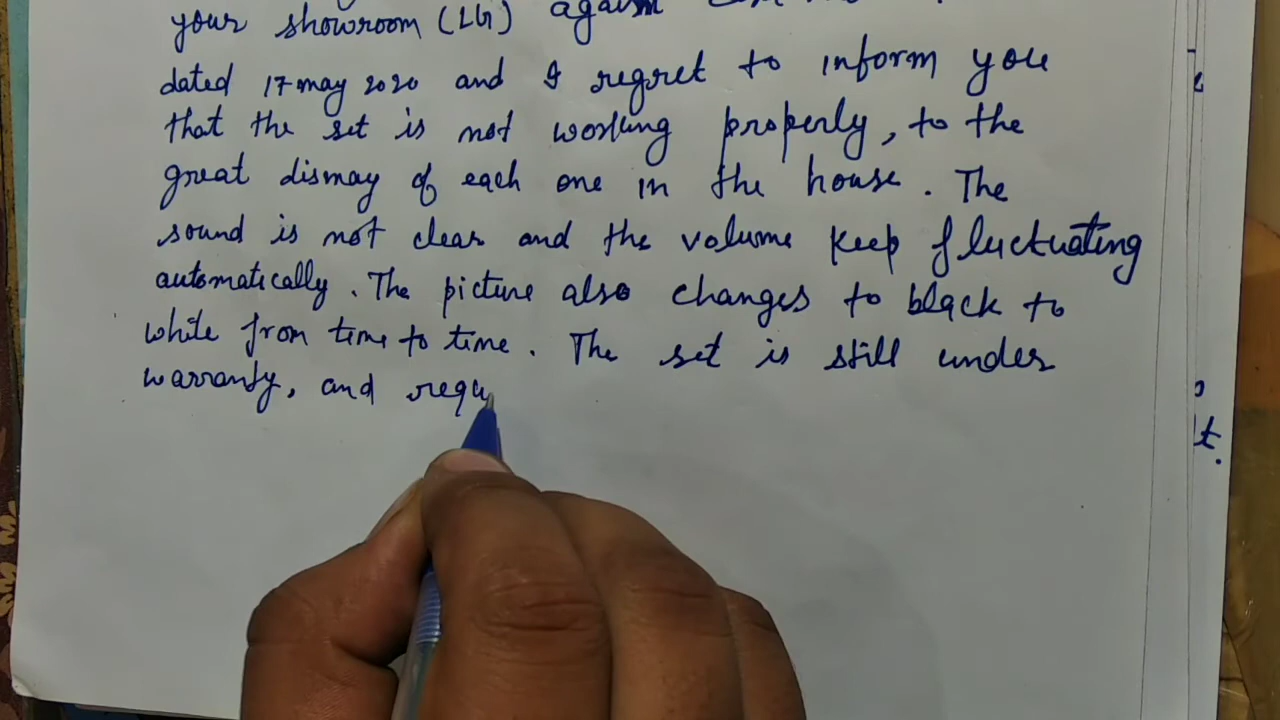 your showroom (LG) against
dated 17 may 2020 and I regret to inform you
that the set is not working properly, to the
great dismay of each one in the house. The
sound is not clear and the volume keep fluctuating
automatically. The picture also changes to black to
white from time to time. The set is still under
warranty, and requ
t.